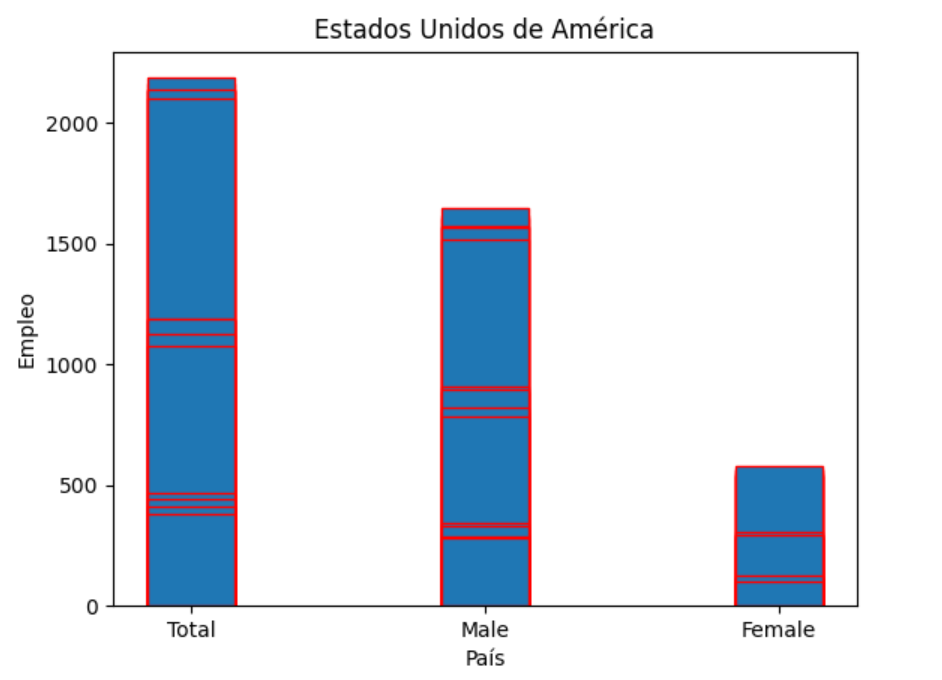 Estados Unidos de América
Empleo
2000
1500
1000
500
0
Total
Male
Female
País